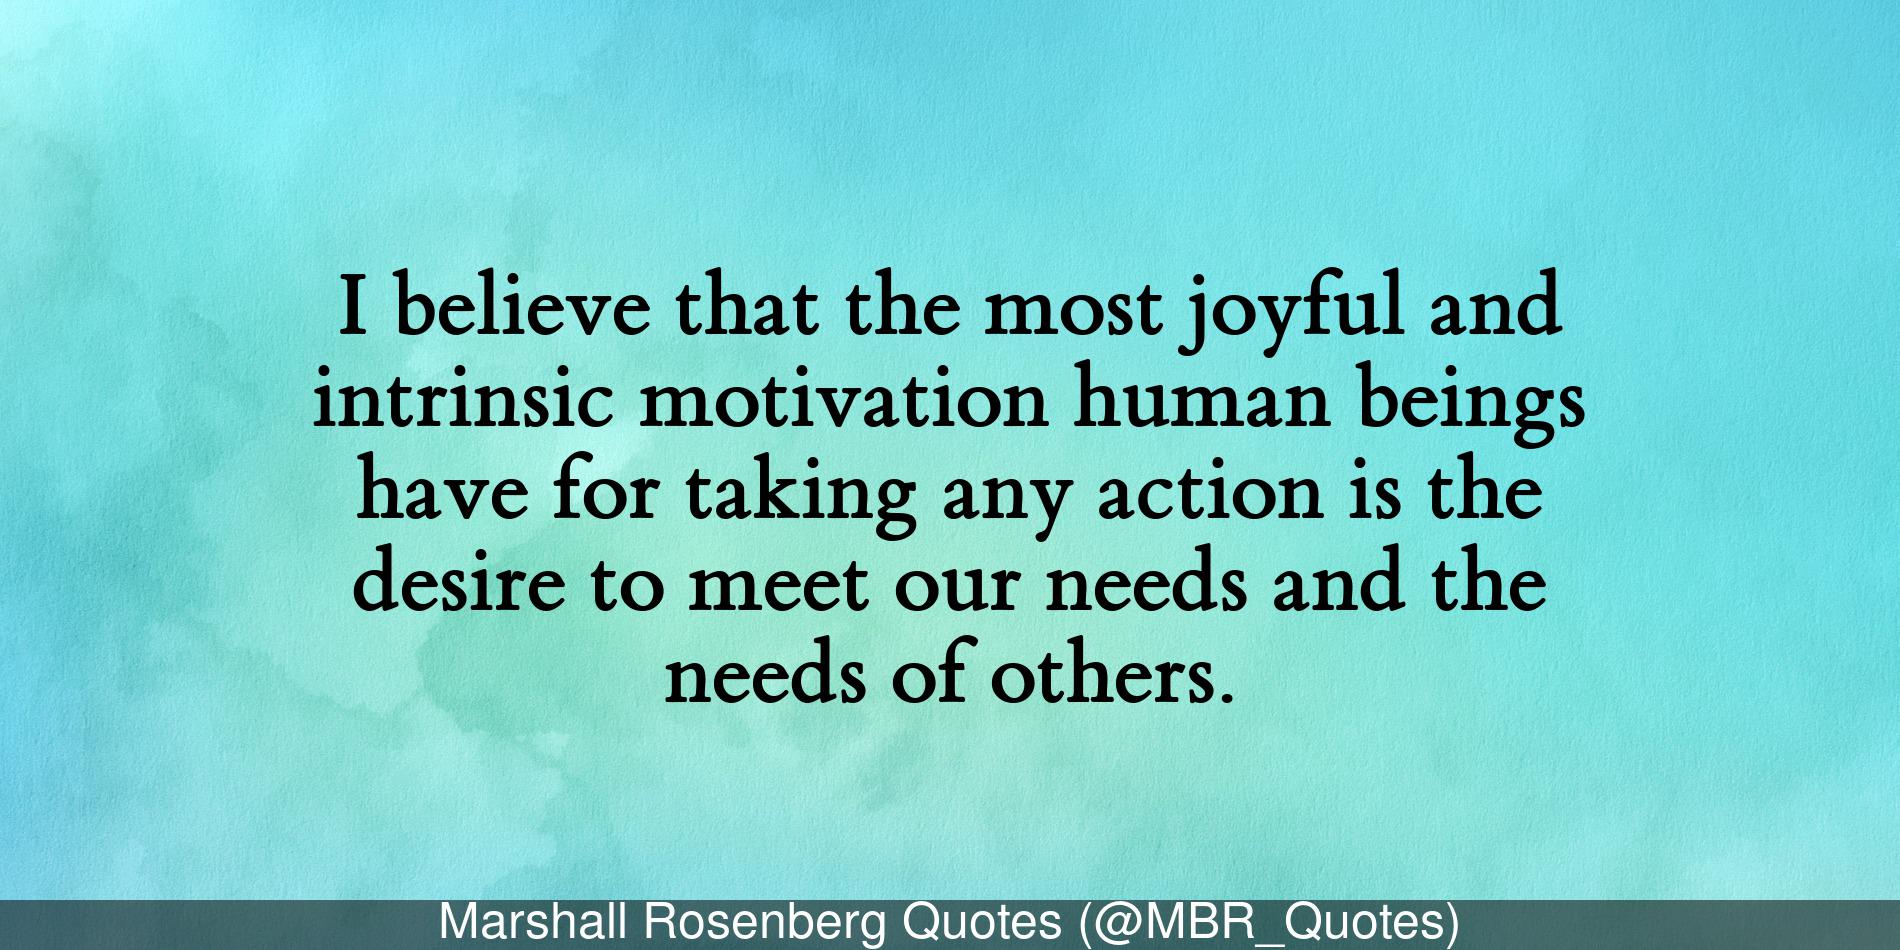 I believe that the most joyful and
intrinsic motivation human beings
have for taking any action is the
desire to meet our needs and the
needs of others.
Marshall Rosenberg Quotes (@MBR_Quotes)